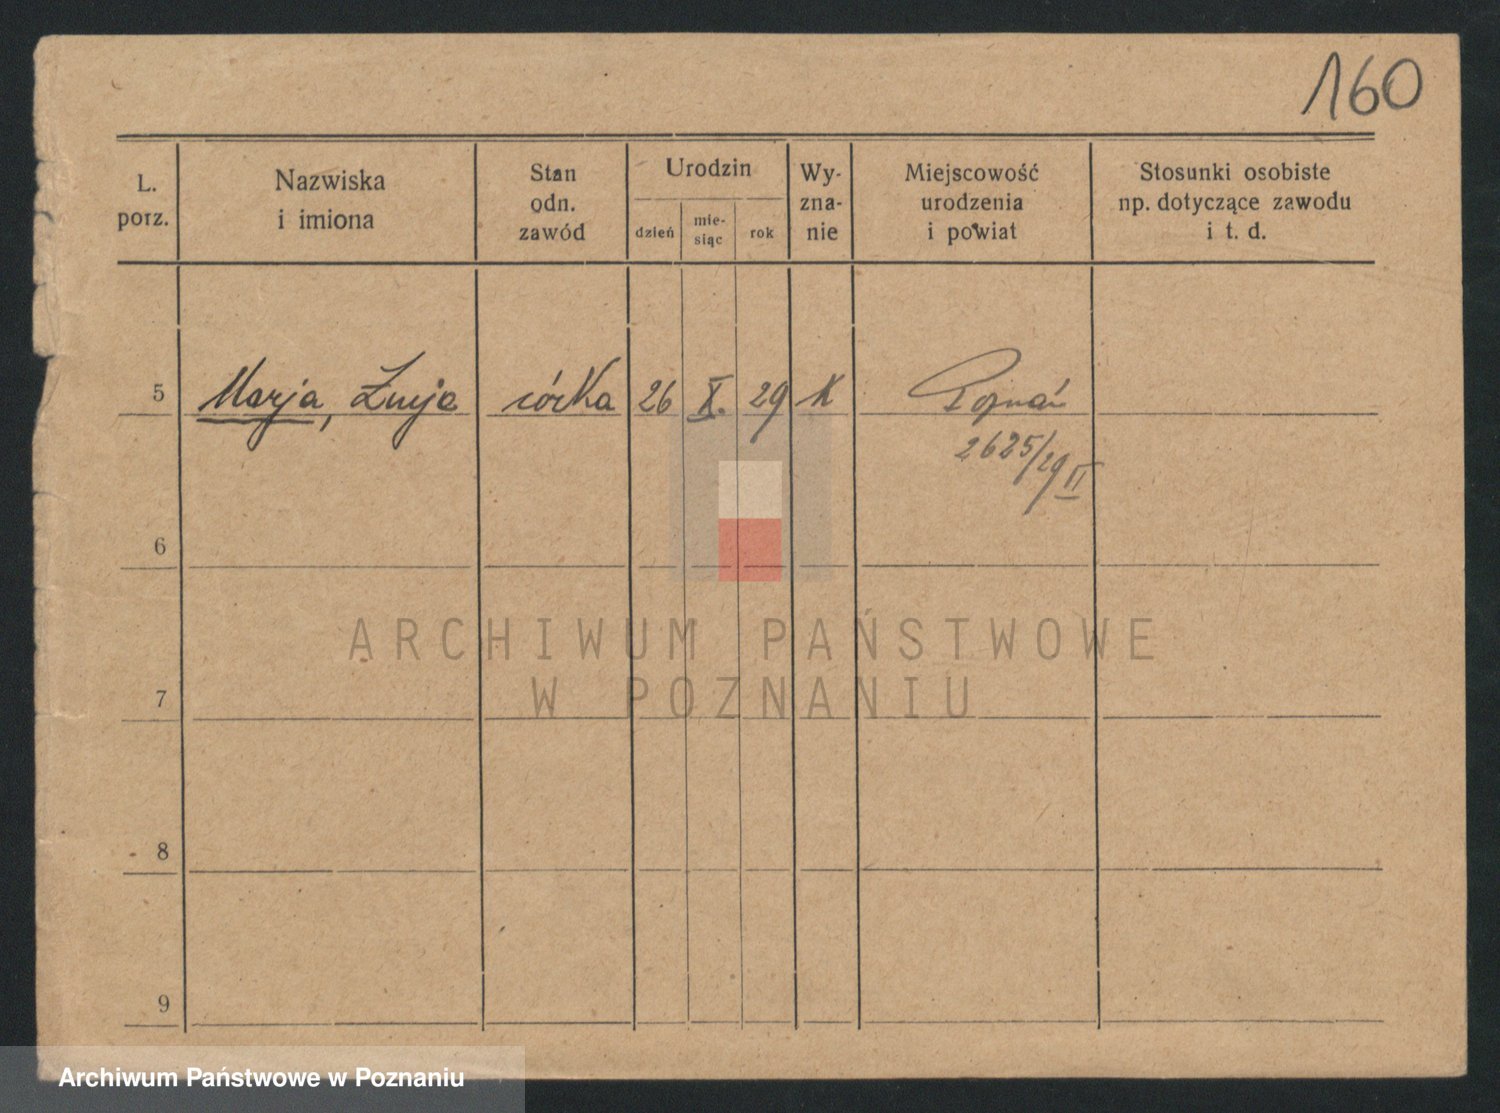 160
L. porz.
Nazwiska i imiona
Stan odn. zawód
Urodzin
dzień
mie-siąc
rok
Wy-zna-nie
Miejscowość urodzenia i powiat
Stosunki osobiste np. dotyczące zawodu i t. d.
5 Marja, córka 26 X. 29 K Poznań
2625/29 II
6
ARCHIWUM PAŃSTWOWE
W POZNANIU
7
8
9
Archiwum Państwowe w Poznaniu